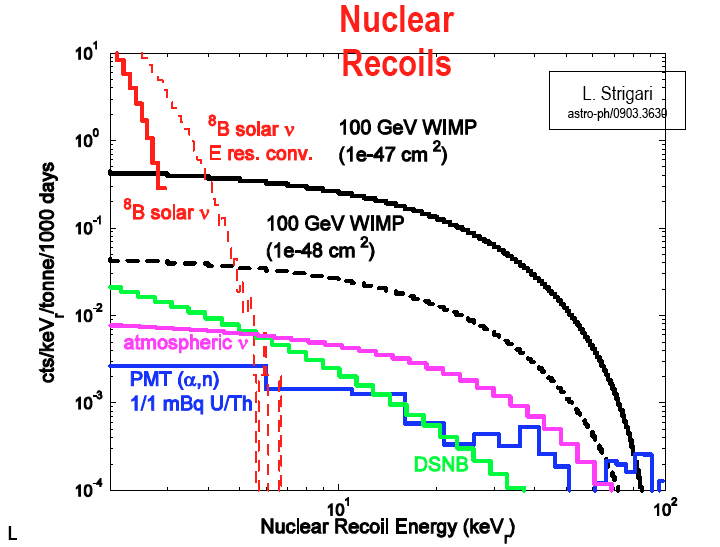 Nuclear
Recoils
L. Strigari
astro-ph/0903.3630
10^1
10^0
10^-1
10^-2
10^-3
10^-4
cts/keV_r/tonne/1000 days
^8B solar ν
E res. conv.
100 GeV WIMP
(1e-47 cm^2)
^8B solar ν
100 GeV WIMP
(1e-48 cm^2)
atmospheric ν
PMT (α,n)
1/1 mBq U/Th
DSNB
10^1
10^2
Nuclear Recoil Energy (keV_r)
L